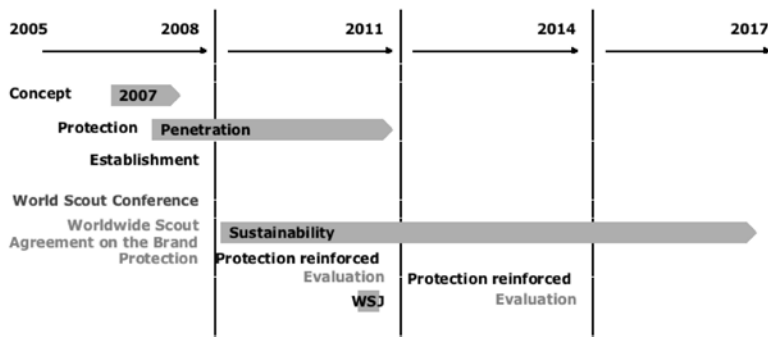 2005 2008 2011 2014 2017
Concept 2007
Protection Penetration
Establishment
World Scout Conference
Worldwide Scout
Agreement on the Brand
Protection
Sustainability
Protection reinforced
Evaluation
WSJ
Protection reinforced
Evaluation